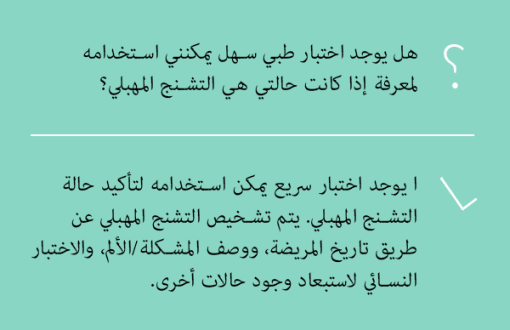 هل يوجد اختبار طبي سهل يمكنني استخدامه
لمعرفة إذا كانت حالتي هي التشنج المهبلي؟
ا يوجد اختبار سريع يمكن استخدامه لتأكيد حالة
التشنج المهبلي. يتم تشخيص التشنج المهبلي عن
طريق تاريخ المريضة، ووصف المشكلة/الألم، والاختبار
النسائي لاستبعاد وجود حالات أخرى.